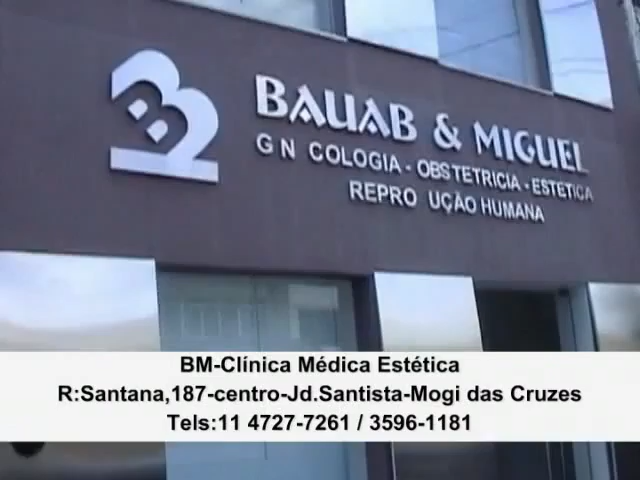 BM
BAUAB & MIGUEL
G N COLOGIA - OBSTETRICIA - ESTETICA
REPRO UÇÃO HUMANA
BM-Clínica Médica Estética
R:Santana,187-centro-Jd.Santista-Mogi das Cruzes
Tels:11 4727-7261 / 3596-1181